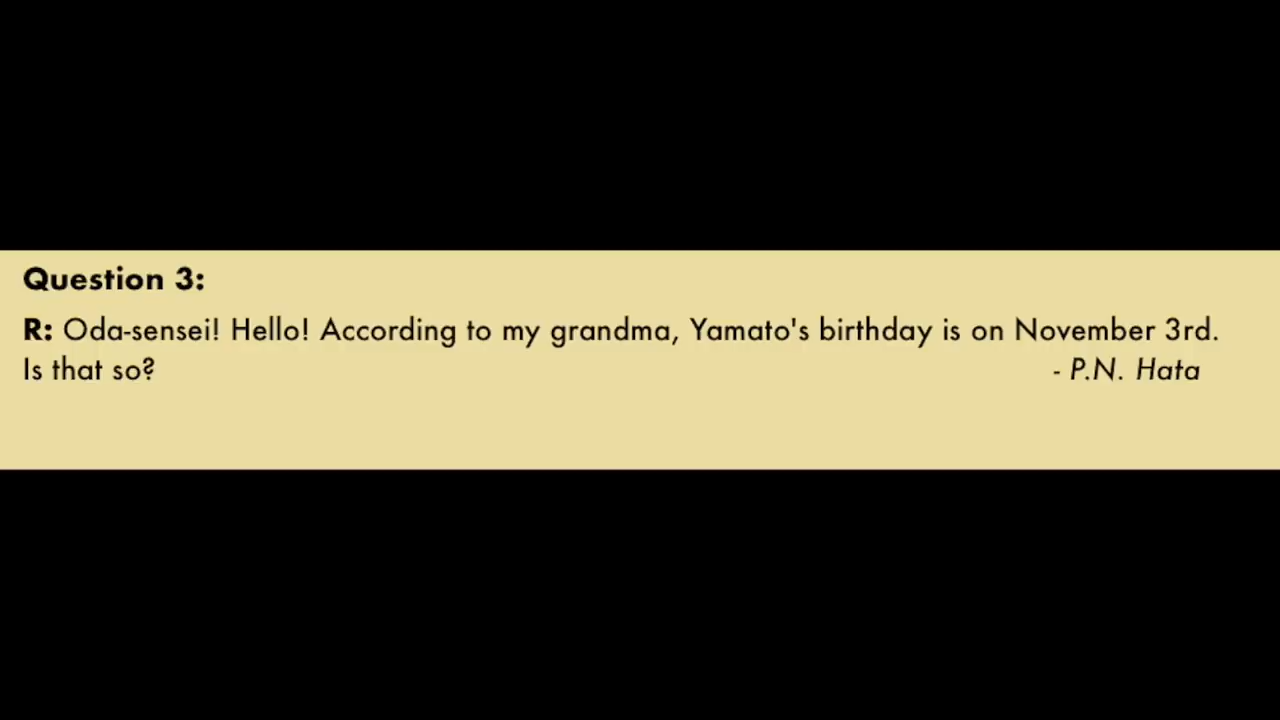 Question 3:
R: Oda-sensei! Hello! According to my grandma, Yamato's birthday is on November 3rd.
Is that so? - P.N. Hata